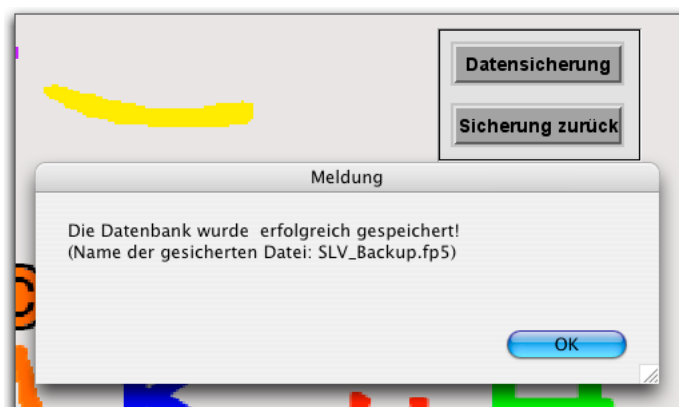 Datensicherung
Sicherung zurück
Meldung
Die Datenbank wurde  erfolgreich gespeichert!
(Name der gesicherten Datei: SLV_Backup.fp5)
©
OK